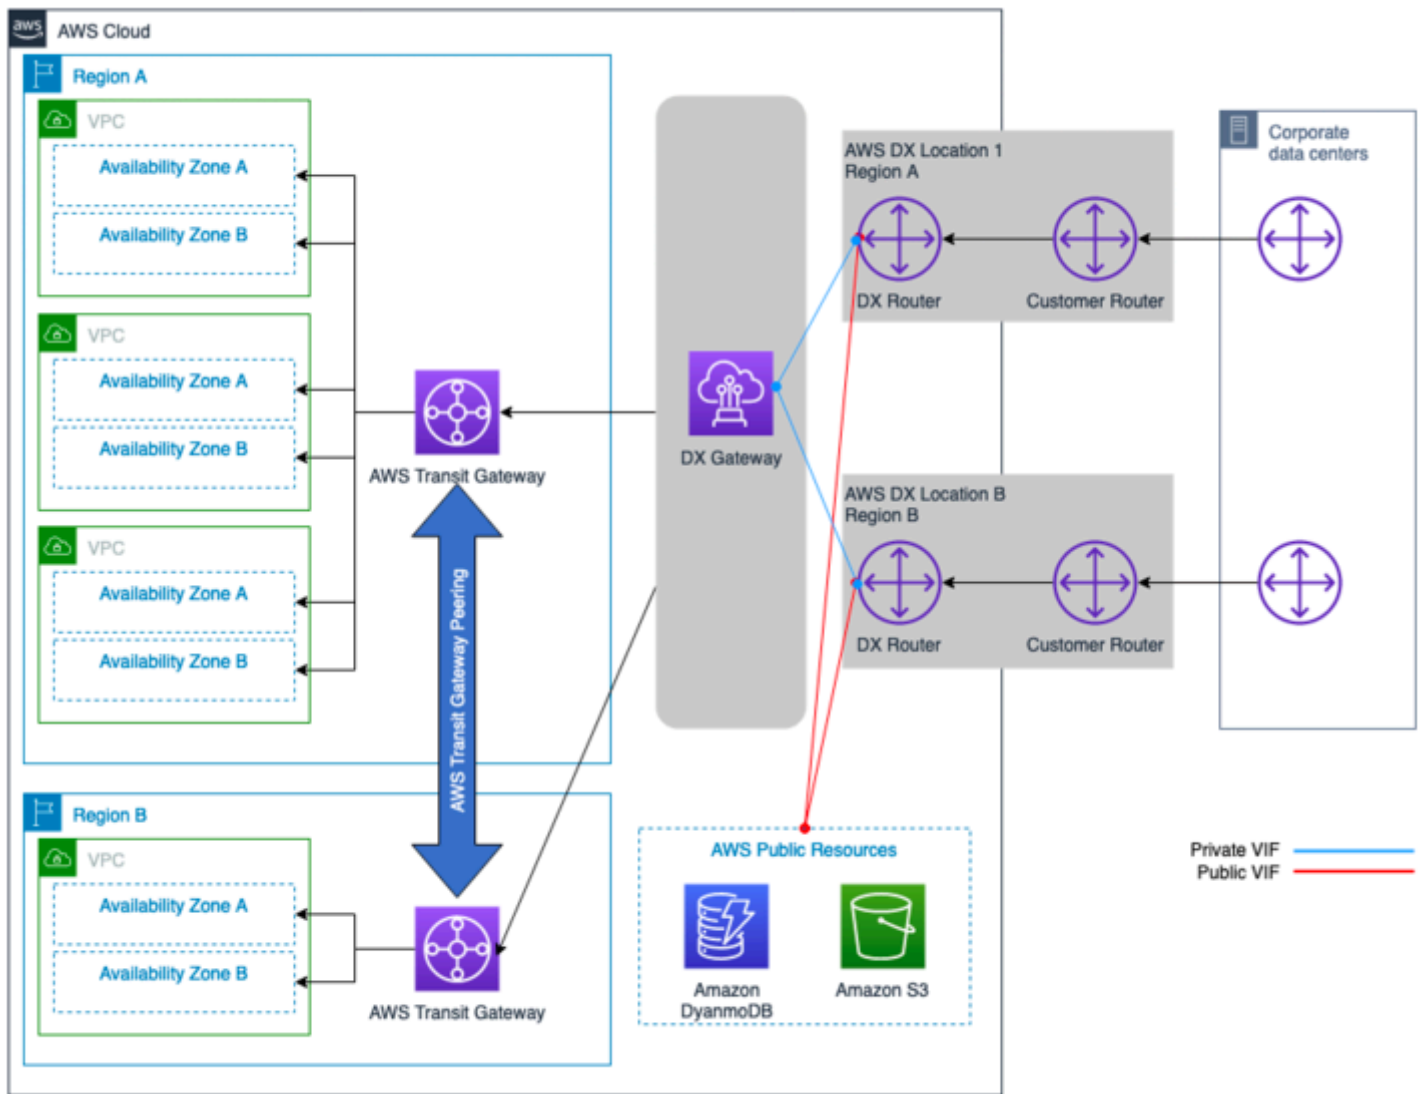 aws
AWS Cloud
Region A
VPC
Availability Zone A
Availability Zone B
VPC
Availability Zone A
Availability Zone B
VPC
Availability Zone A
Availability Zone B
AWS Transit Gateway
AWS Transit Gateway Peering
Region B
VPC
Availability Zone A
Availability Zone B
AWS Transit Gateway
DX Gateway
AWS DX Location 1
Region A
DX Router
Customer Router
AWS DX Location B
Region B
DX Router
Customer Router
Corporate
data centers
AWS Public Resources
Amazon
DyanmoDB
Amazon S3
Private VIF
Public VIF